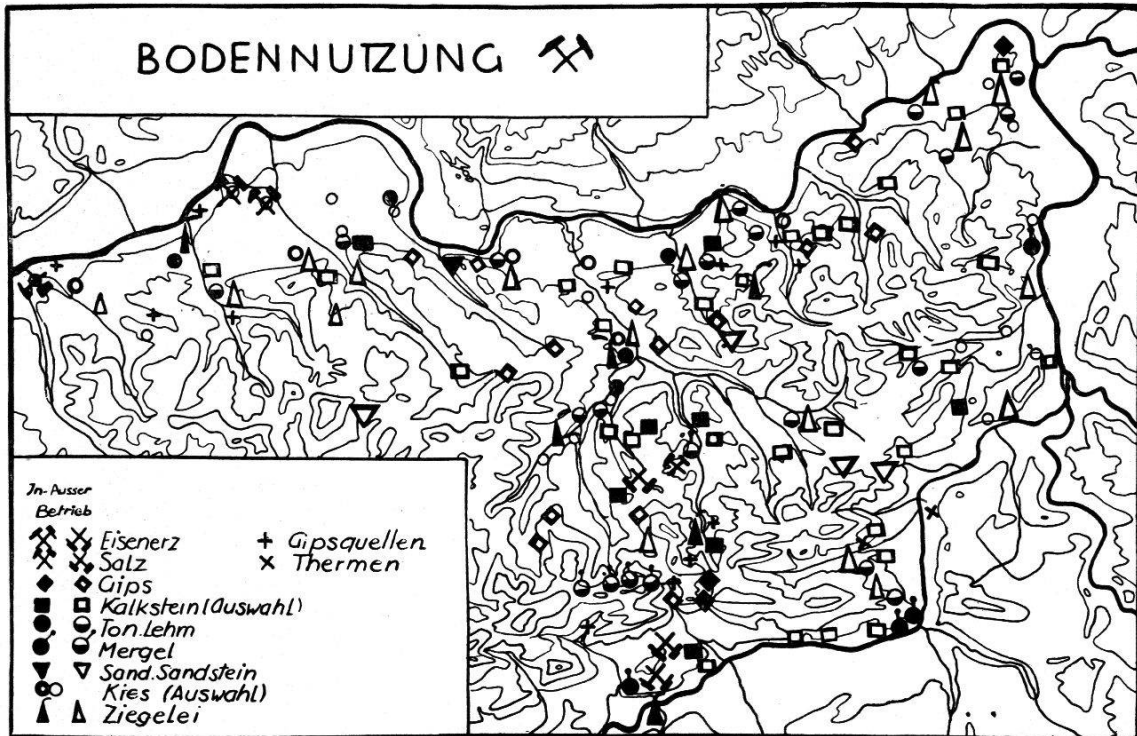 BODENNUTZUNG
In- Ausser
Betrieb
Eisenerz
Salz
Gips
Kalkstein (Auswahl)
Ton. Lehm
Mergel
Sand. Sandstein
Kies (Auswahl)
Ziegelei
Gipsquellen
Thermen